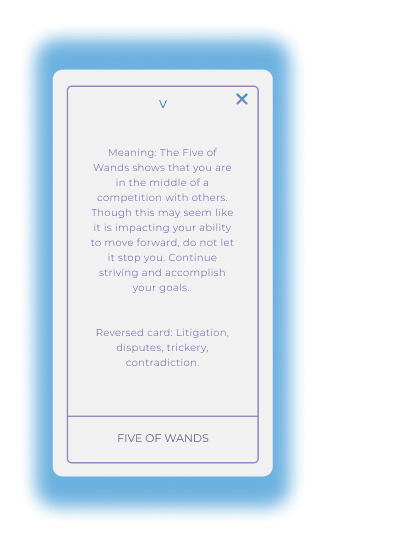 V
Meaning: The Five of
Wands shows that you are
in the middle of a
competition with others.
Though this may seem like
it is impacting your ability
to move forward, do not let
it stop you. Continue
striving and accomplish
your goals.
Reversed card: Litigation,
disputes, trickery,
contradiction.
FIVE OF WANDS